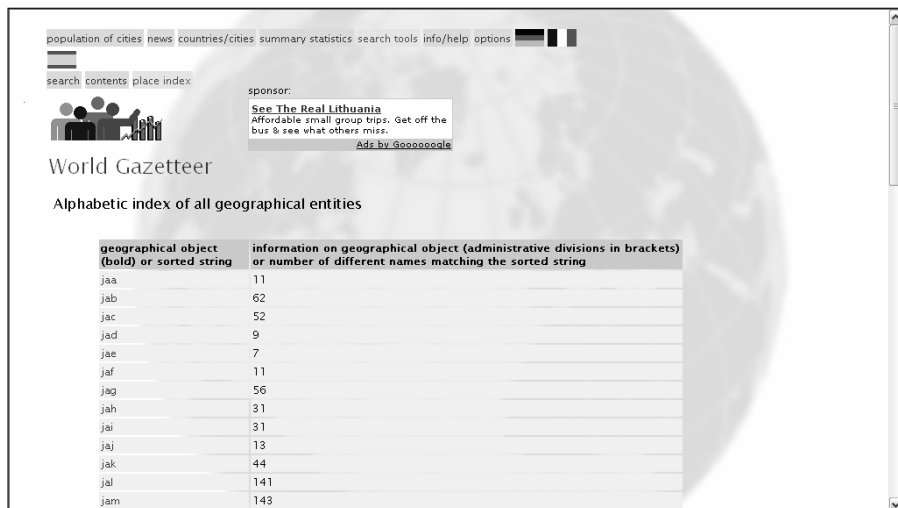 population of cities news countries/cities summary statistics search tools info/help options
search contents place index
sponsor:
See The Real Lithuania
Affordable small group trips. Get off the
bus & see what others miss.
Ads by Goooooogle
World Gazetteer
Alphabetic index of all geographical entities
geographical object (bold) or sorted string information on geographical object (administrative divisions in brackets) or number of different names matching the sorted string
jaa 11
jab 62
jac 52
jad 9
jae 7
jaf 11
jag 56
jah 31
jai 31
jaj 13
jak 44
jal 141
jam 143